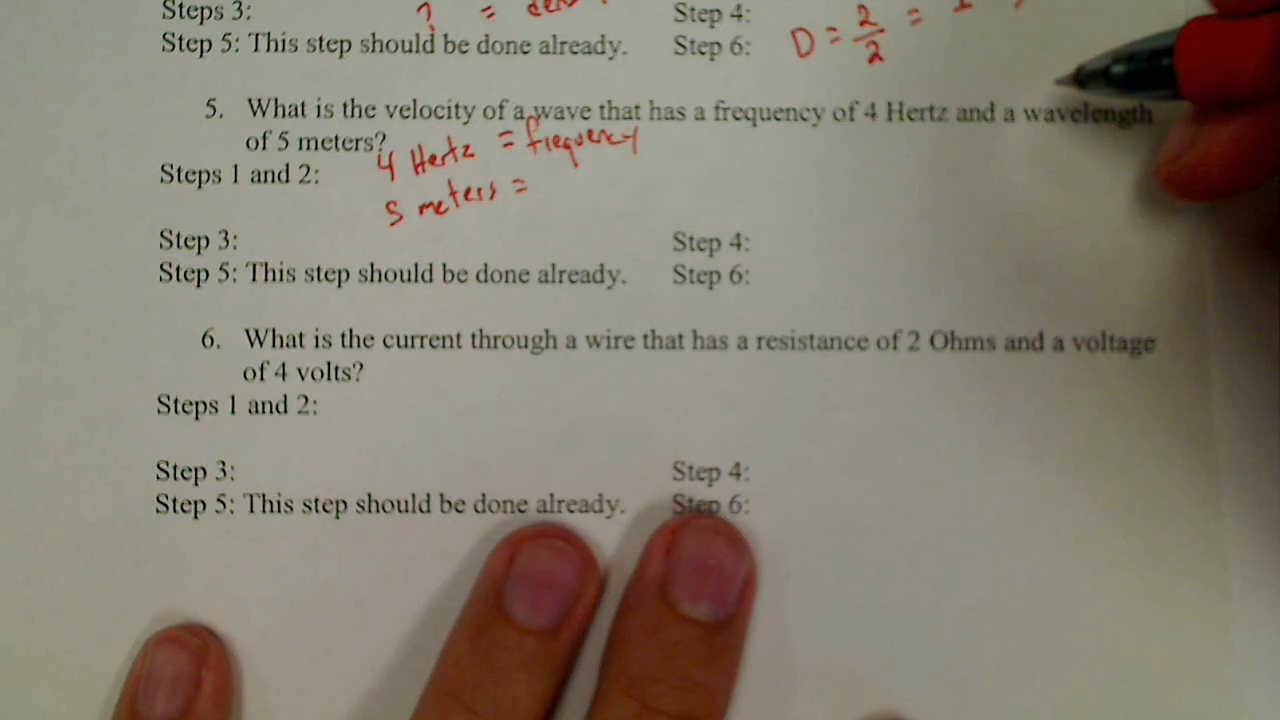 Steps 3: ? = Step 4:
Step 5: This step should be done already. Step 6: D = 2/2 =
5. What is the velocity of a wave that has a frequency of 4 Hertz and a wavelength
of 5 meters?
4 Hertz = frequency
Steps 1 and 2:
5 meters =
Step 3: Step 4:
Step 5: This step should be done already. Step 6:
6. What is the current through a wire that has a resistance of 2 Ohms and a voltage
of 4 volts?
Steps 1 and 2:
Step 3: Step 4:
Step 5: This step should be done already. Step 6: